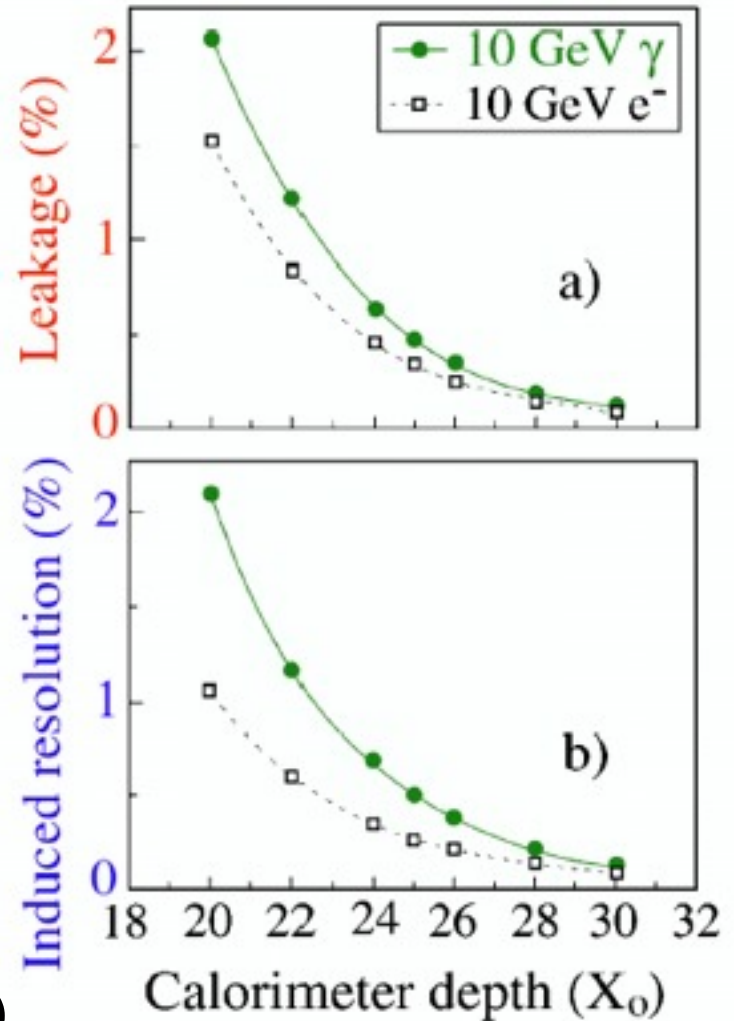 Leakage (%)
2
1
0
10 GeV γ
10 GeV e⁻
a)
Induced resolution (%)
2
1
0
b)
18 20 22 24 26 28 30 32
Calorimeter depth (X₀)
)